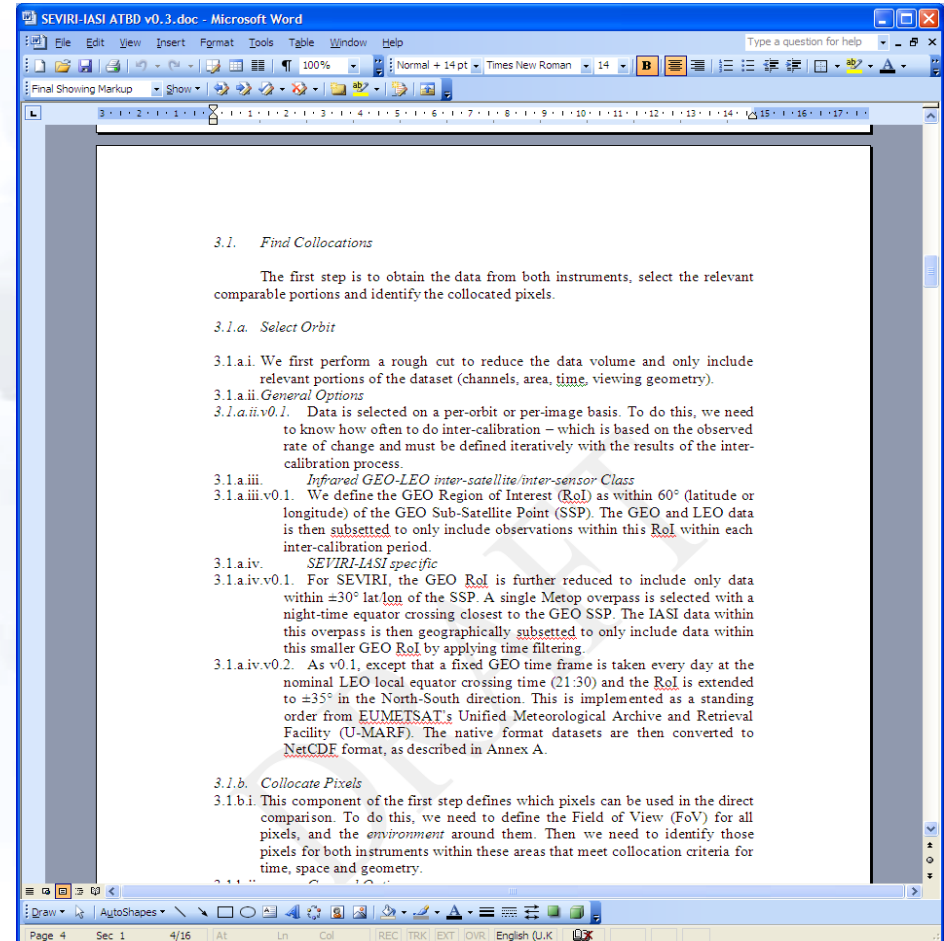 SEVIRI-IASI ATBD v0.3.doc - Microsoft Word
File Edit View Insert Format Tools Table Window Help
Type a question for help
100% Normal + 14 pt Times New Roman 14 B
Final Showing Markup Show
3 2 1 1 2 3 4 5 6 7 8 9 10 11 12 13 14 15 16 17
3.1. Find Collocations
The first step is to obtain the data from both instruments, select the relevant
comparable portions and identify the collocated pixels.
3.1.a. Select Orbit
3.1.a.i. We first perform a rough cut to reduce the data volume and only include
relevant portions of the dataset (channels, area, time, viewing geometry).
3.1.a.ii. General Options
3.1.a.ii.v0.1. Data is selected on a per-orbit or per-image basis. To do this, we need
to know how often to do inter-calibration – which is based on the observed
rate of change and must be defined iteratively with the results of the inter-
calibration process.
3.1.a.iii. Infrared GEO-LEO inter-satellite/inter-sensor Class
3.1.a.iii.v0.1. We define the GEO Region of Interest (RoI) as within 60° (latitude or
longitude) of the GEO Sub-Satellite Point (SSP). The GEO and LEO data
is then subsetted to only include observations within this RoI within each
inter-calibration period.
3.1.a.iv. SEVIRI-IASI specific
3.1.a.iv.v0.1. For SEVIRI, the GEO RoI is further reduced to include only data
within ±30° lat/lon of the SSP. A single Metop overpass is selected with a
night-time equator crossing closest to the GEO SSP. The IASI data within
this overpass is then geographically subsetted to only include data within
this smaller GEO RoI by applying time filtering.
3.1.a.iv.v0.2. As v0.1, except that a fixed GEO time frame is taken every day at the
nominal LEO local equator crossing time (21:30) and the RoI is extended
to ±35° in the North-South direction. This is implemented as a standing
order from EUMETSAT's Unified Meteorological Archive and Retrieval
Facility (U-MARF). The native format datasets are then converted to
NetCDF format, as described in Annex A.
3.1.b. Collocate Pixels
3.1.b.i. This component of the first step defines which pixels can be used in the direct
comparison. To do this, we need to define the Field of View (FoV) for all
pixels, and the environment around them. Then we need to identify those
pixels for both instruments within these areas that meet collocation criteria for
time, space and geometry.
DRAFT
Draw AutoShapes
Page 4 Sec 1 4/16 At Ln Col REC TRK EXT OVR English (U.K